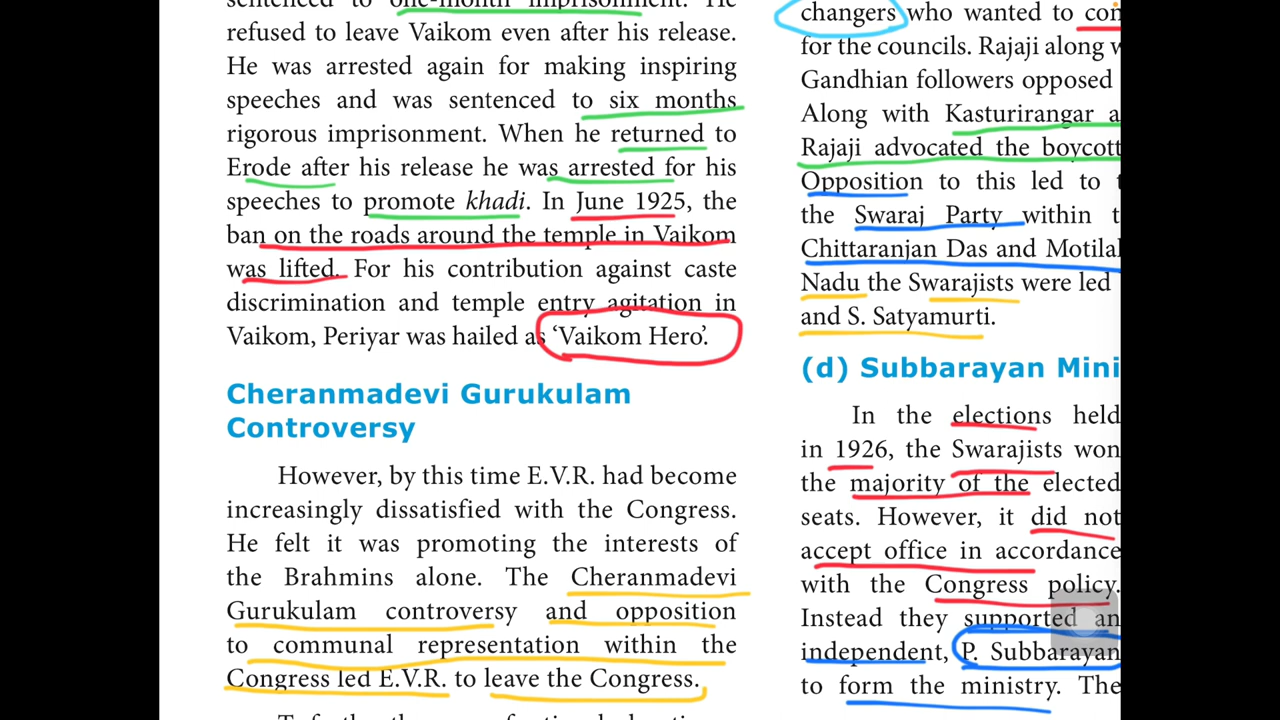 sentenced to one-month imprisonment. He
refused to leave Vaikom even after his release.
He was arrested again for making inspiring
speeches and was sentenced to six months
rigorous imprisonment. When he returned to
Erode after his release he was arrested for his
speeches to promote khadi. In June 1925, the
ban on the roads around the temple in Vaikom
was lifted. For his contribution against caste
discrimination and temple entry agitation in
Vaikom, Periyar was hailed as ‘Vaikom Hero’.
Cheranmadevi Gurukulam
Controversy
However, by this time E.V.R. had become
increasingly dissatisfied with the Congress.
He felt it was promoting the interests of
the Brahmins alone. The Cheranmadevi
Gurukulam controversy and opposition
to communal representation within the
Congress led E.V.R. to leave the Congress.
changers who wanted to con
for the councils. Rajaji along w
Gandhian followers opposed
Along with Kasturirangar a
Rajaji advocated the boycott
Opposition to this led to t
the Swaraj Party within t
Chittaranjan Das and Motilal
Nadu the Swarajists were led
and S. Satyamurti.
(d) Subbarayan Mini
In the elections held
in 1926, the Swarajists won
the majority of the elected
seats. However, it did not
accept office in accordance
with the Congress policy.
Instead they supported an
independent, P. Subbarayan
to form the ministry. The